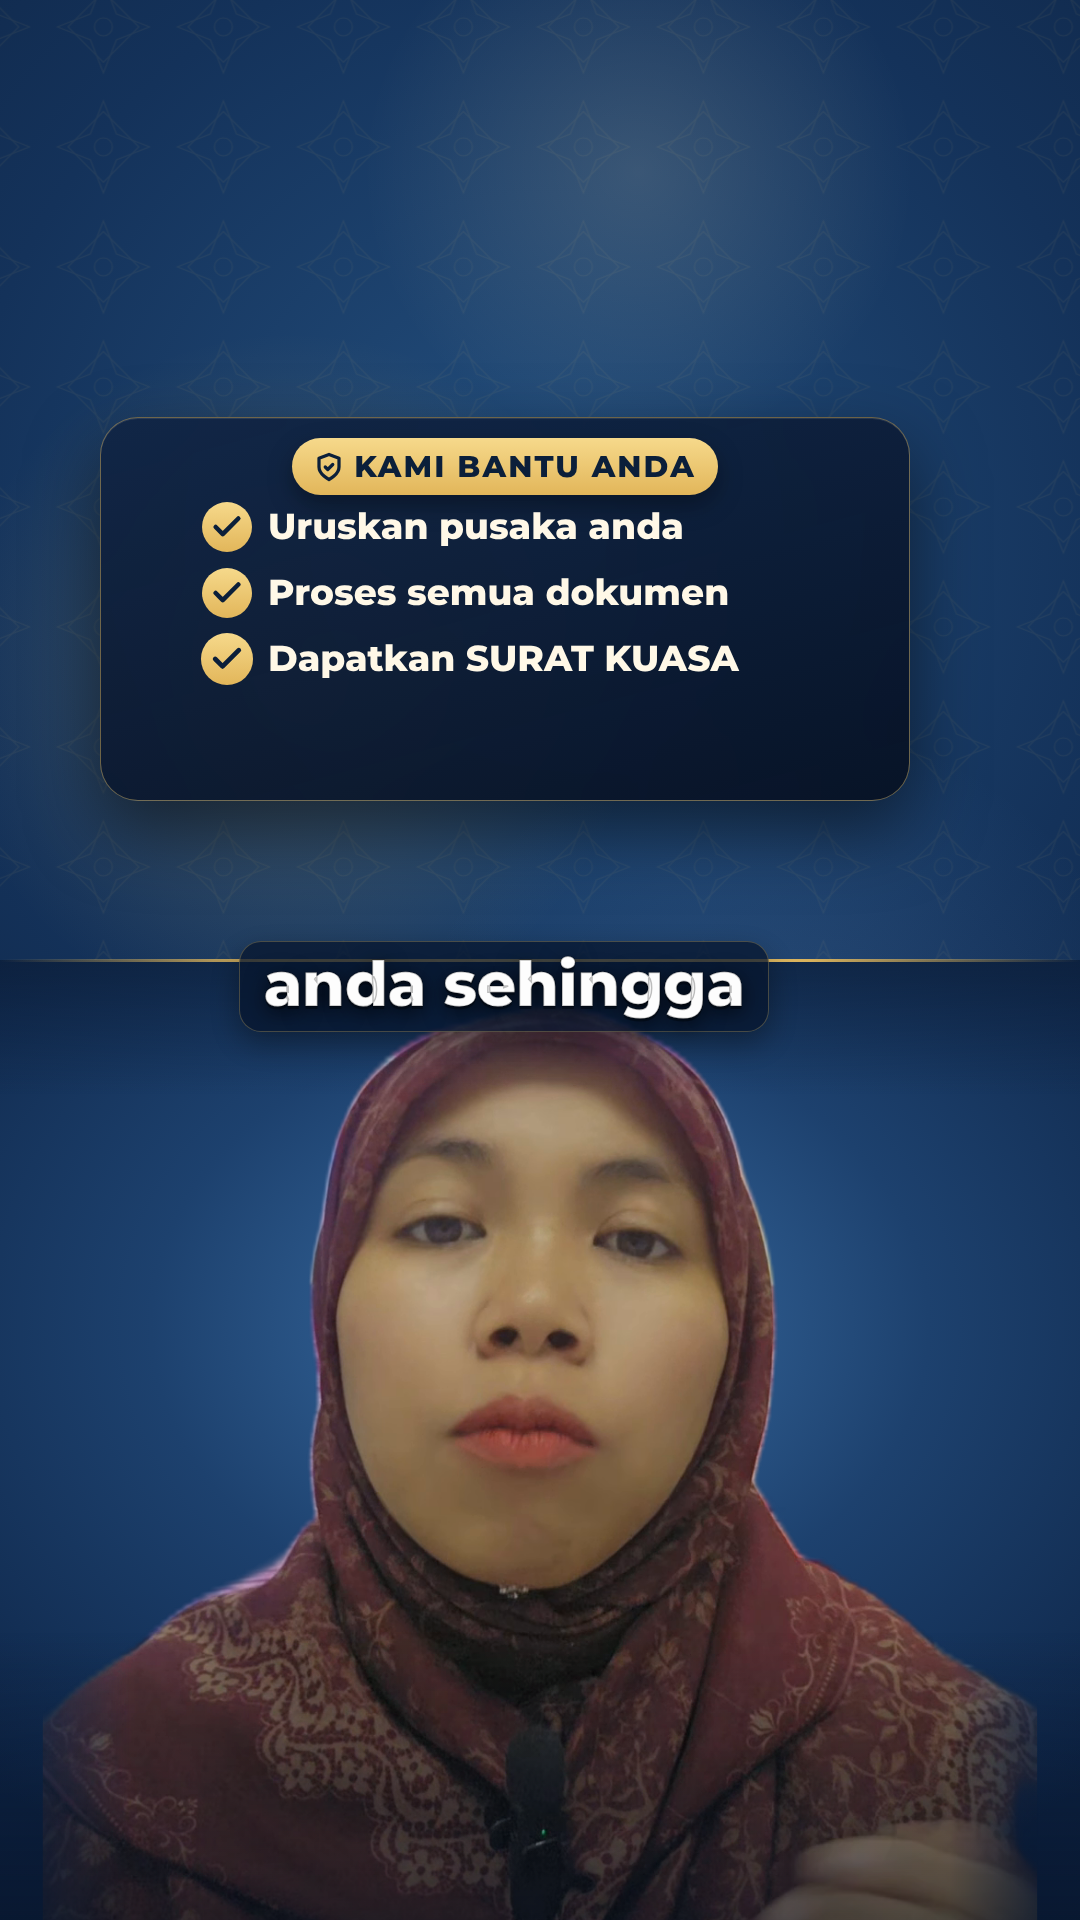 KAMI BANTU ANDA
Uruskan pusaka anda
Proses semua dokumen
Dapatkan SURAT KUASA
anda sehingga